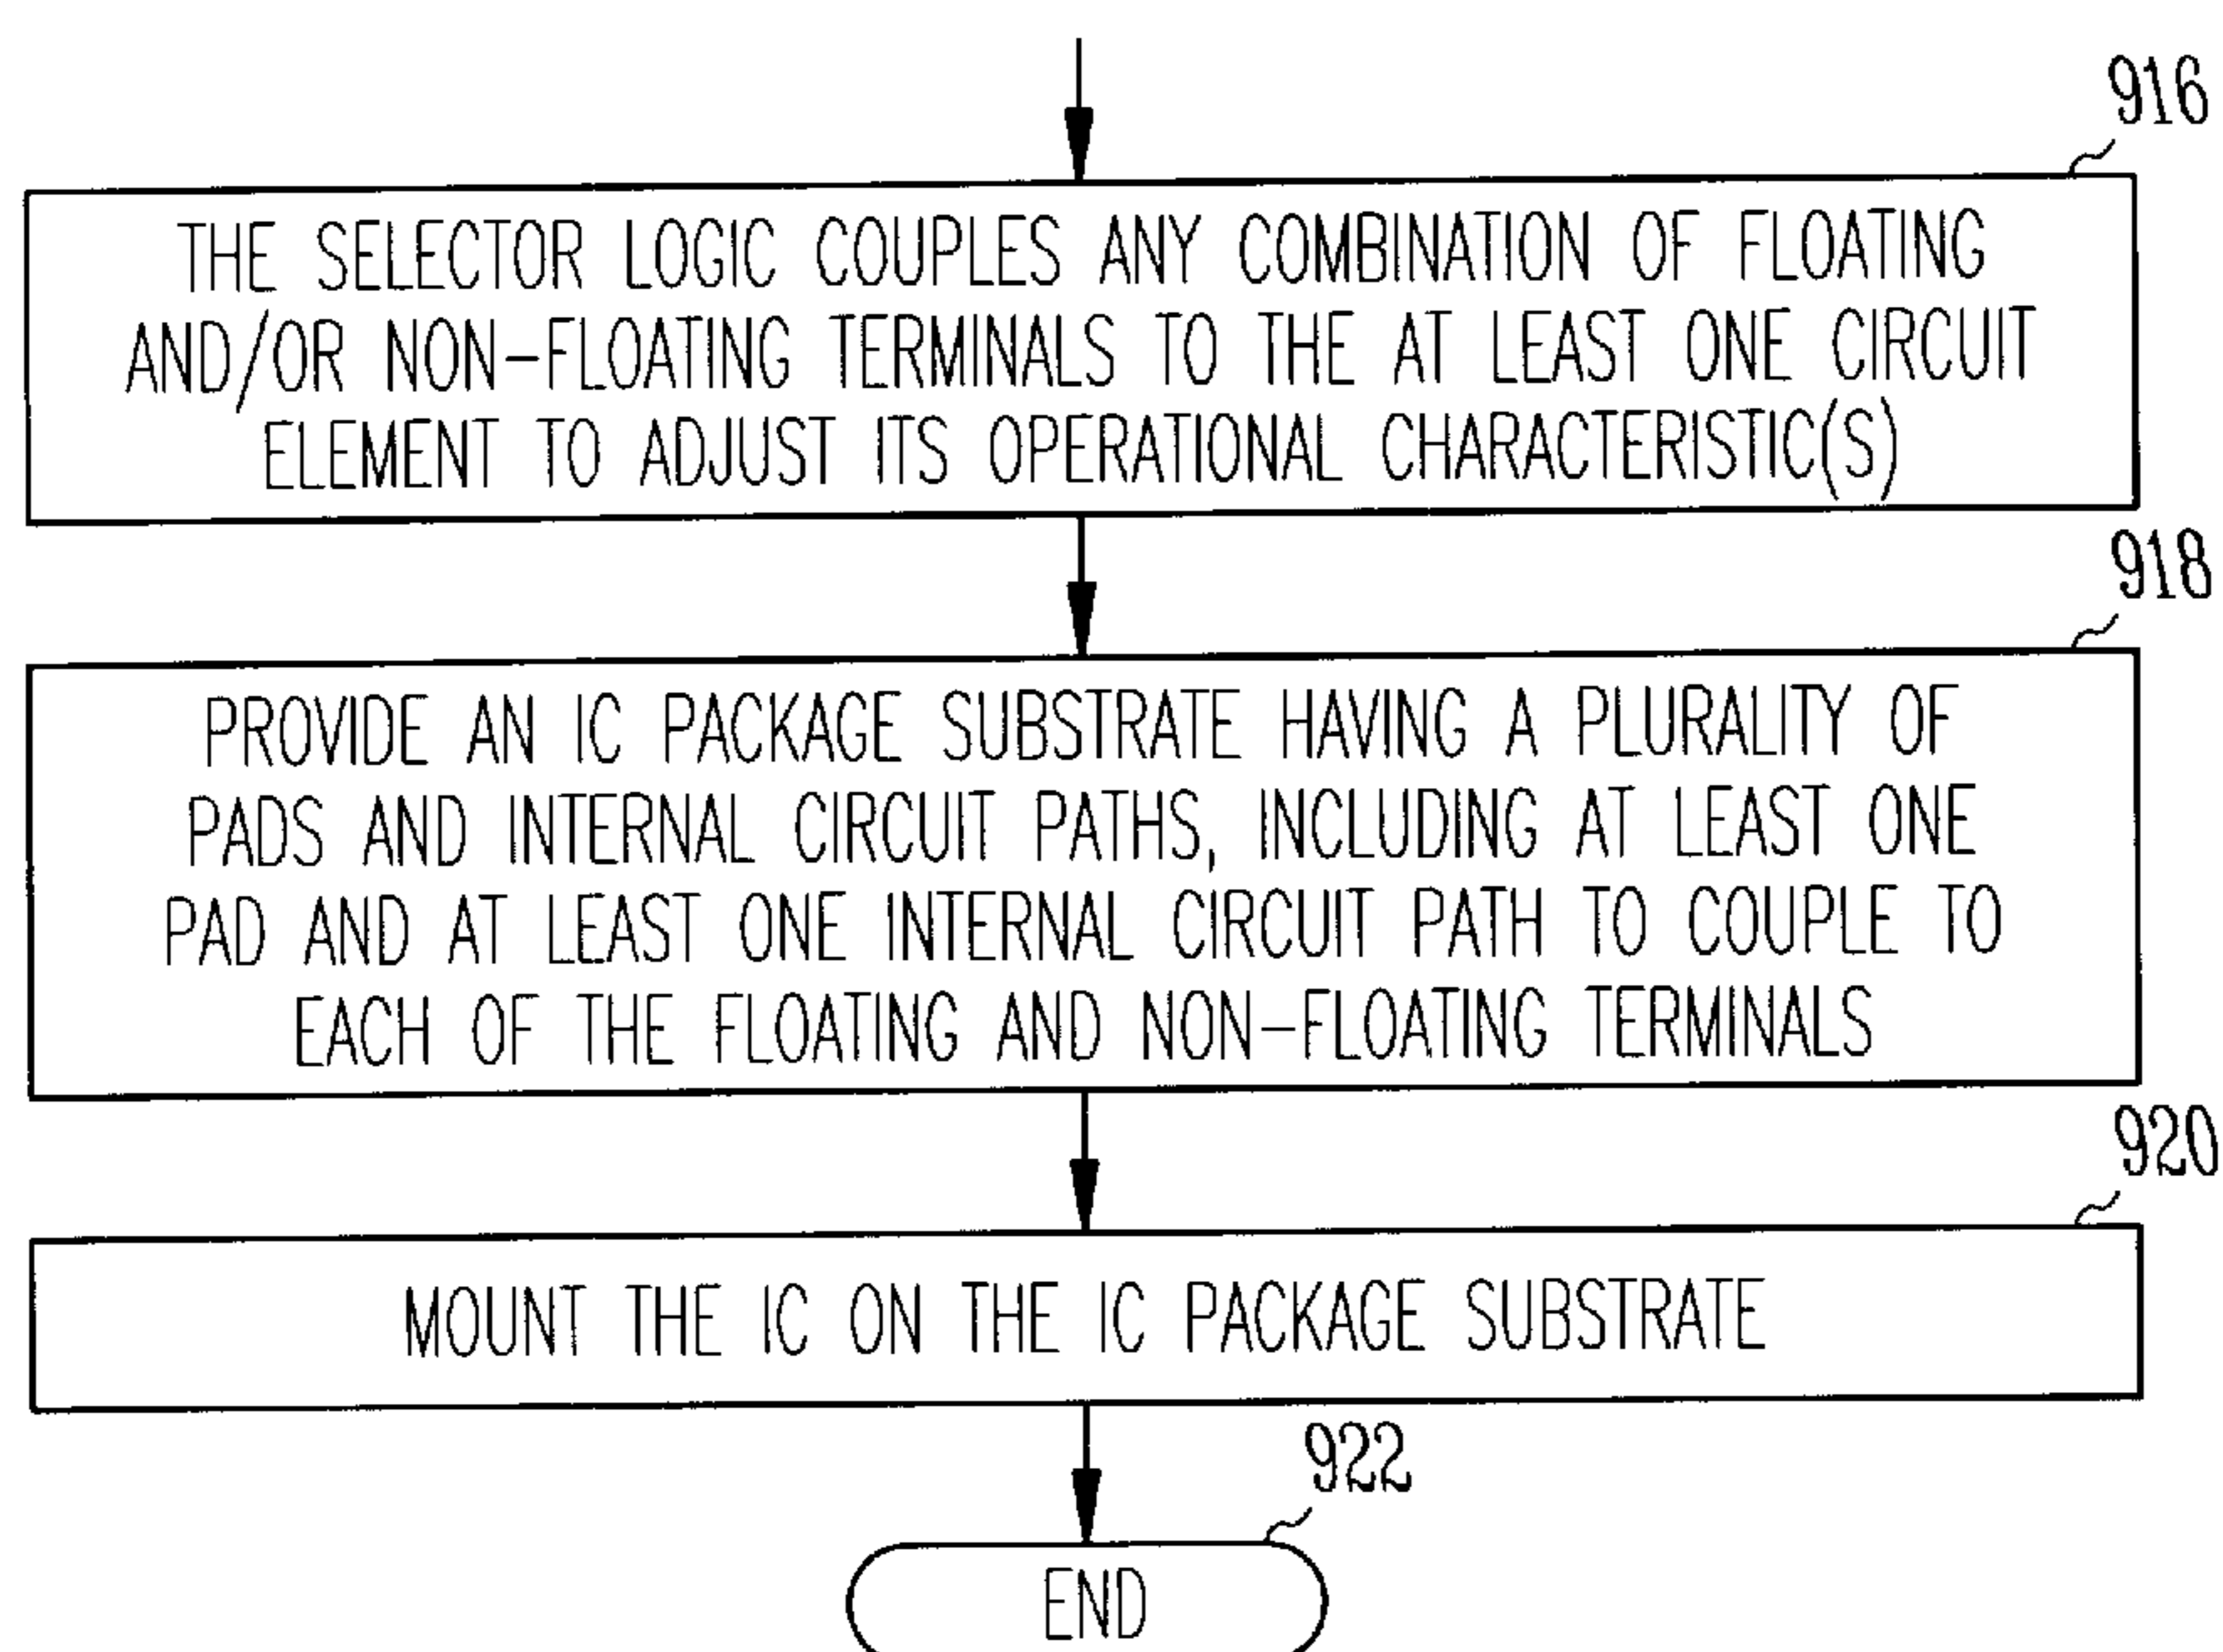 916
THE SELECTOR LOGIC COUPLES ANY COMBINATION OF FLOATING
AND/OR NON-FLOATING TERMINALS TO THE AT LEAST ONE CIRCUIT
ELEMENT TO ADJUST ITS OPERATIONAL CHARACTERISTIC(S)
918
PROVIDE AN IC PACKAGE SUBSTRATE HAVING A PLURALITY OF
PADS AND INTERNAL CIRCUIT PATHS, INCLUDING AT LEAST ONE
PAD AND AT LEAST ONE INTERNAL CIRCUIT PATH TO COUPLE TO
EACH OF THE FLOATING AND NON-FLOATING TERMINALS
920
MOUNT THE IC ON THE IC PACKAGE SUBSTRATE
922
END